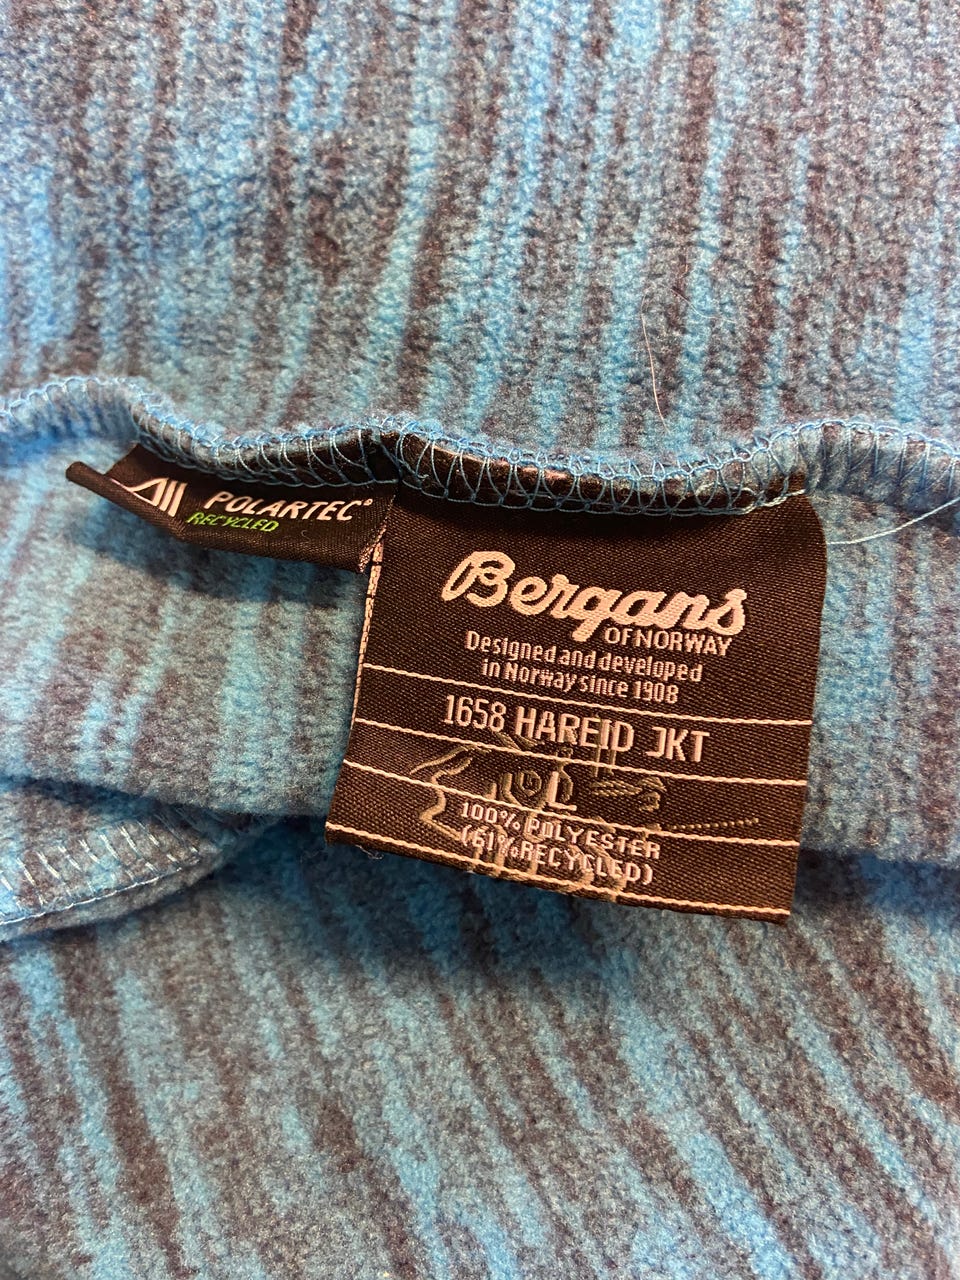 POLARTEC®
RECYCLED
Bergans
OF NORWAY
Designed and developed
in Norway since 1908
1658 HAREID JKT
L
100% POLYESTER
(61% RECYCLED)